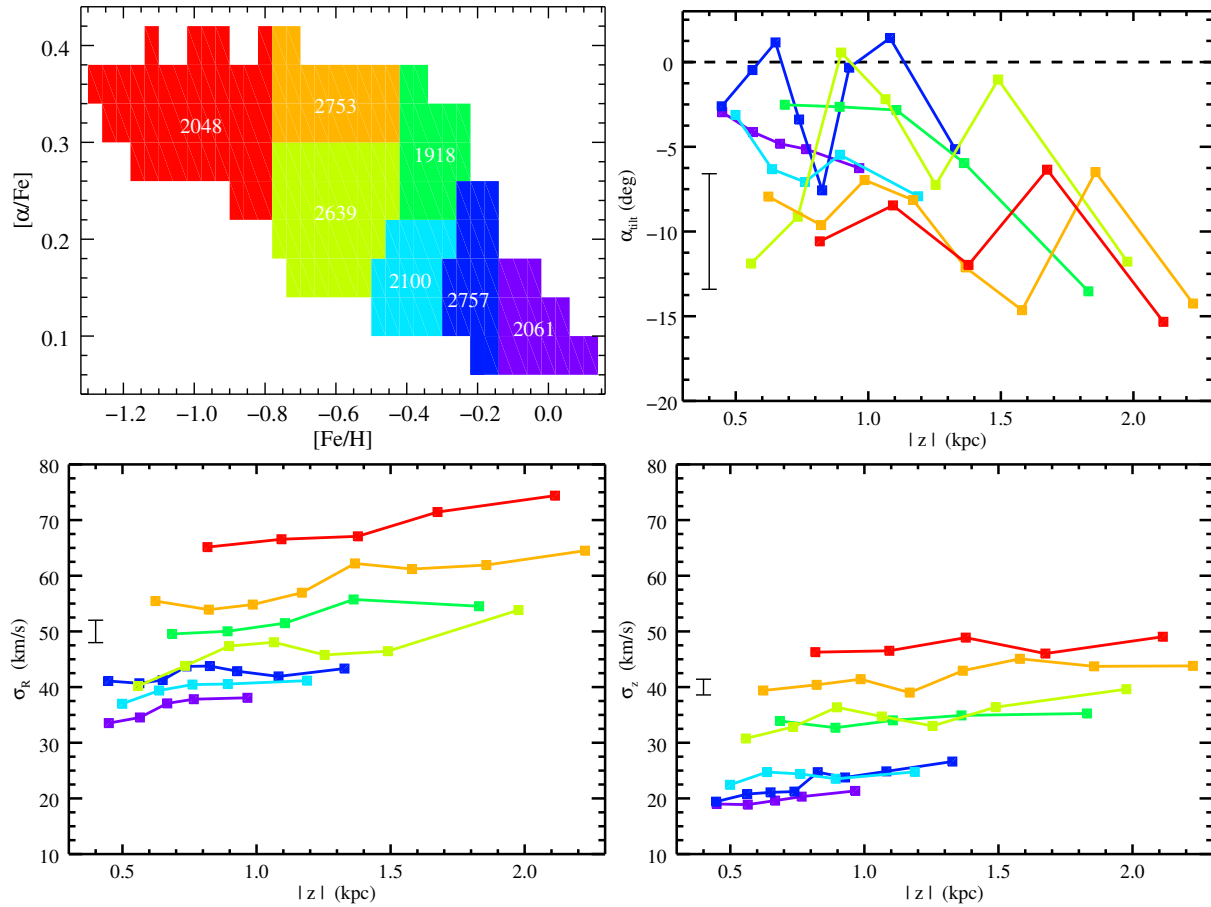 0.4
0.3
0.2
0.1
[α/Fe]
2048
2753
1918
2639
2100
2757
2061
−1.2 −1.0 −0.8 −0.6 −0.4 −0.2 0.0
[Fe/H]
0
−5
−10
−15
−20
α_tilt (deg)
0.5 1.0 1.5 2.0
| z | (kpc)
80
70
60
50
40
30
20
10
σ_R (km/s)
0.5 1.0 1.5 2.0
| z | (kpc)
80
70
60
50
40
30
20
10
σ_z (km/s)
0.5 1.0 1.5 2.0
| z | (kpc)